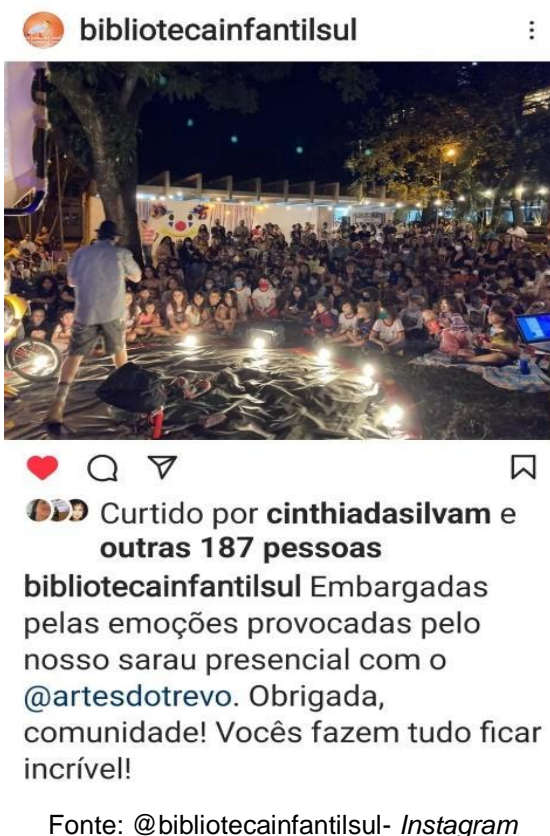 bibliotecainfantilsul
Curtido por cinthiadasilvam e
outras 187 pessoas
bibliotecainfantilsul Embargadas
pelas emoções provocadas pelo
nosso sarau presencial com o
@artesdotrevo. Obrigada,
comunidade! Vocês fazem tudo ficar
incrível!
Fonte: @bibliotecainfantilsul- Instagram